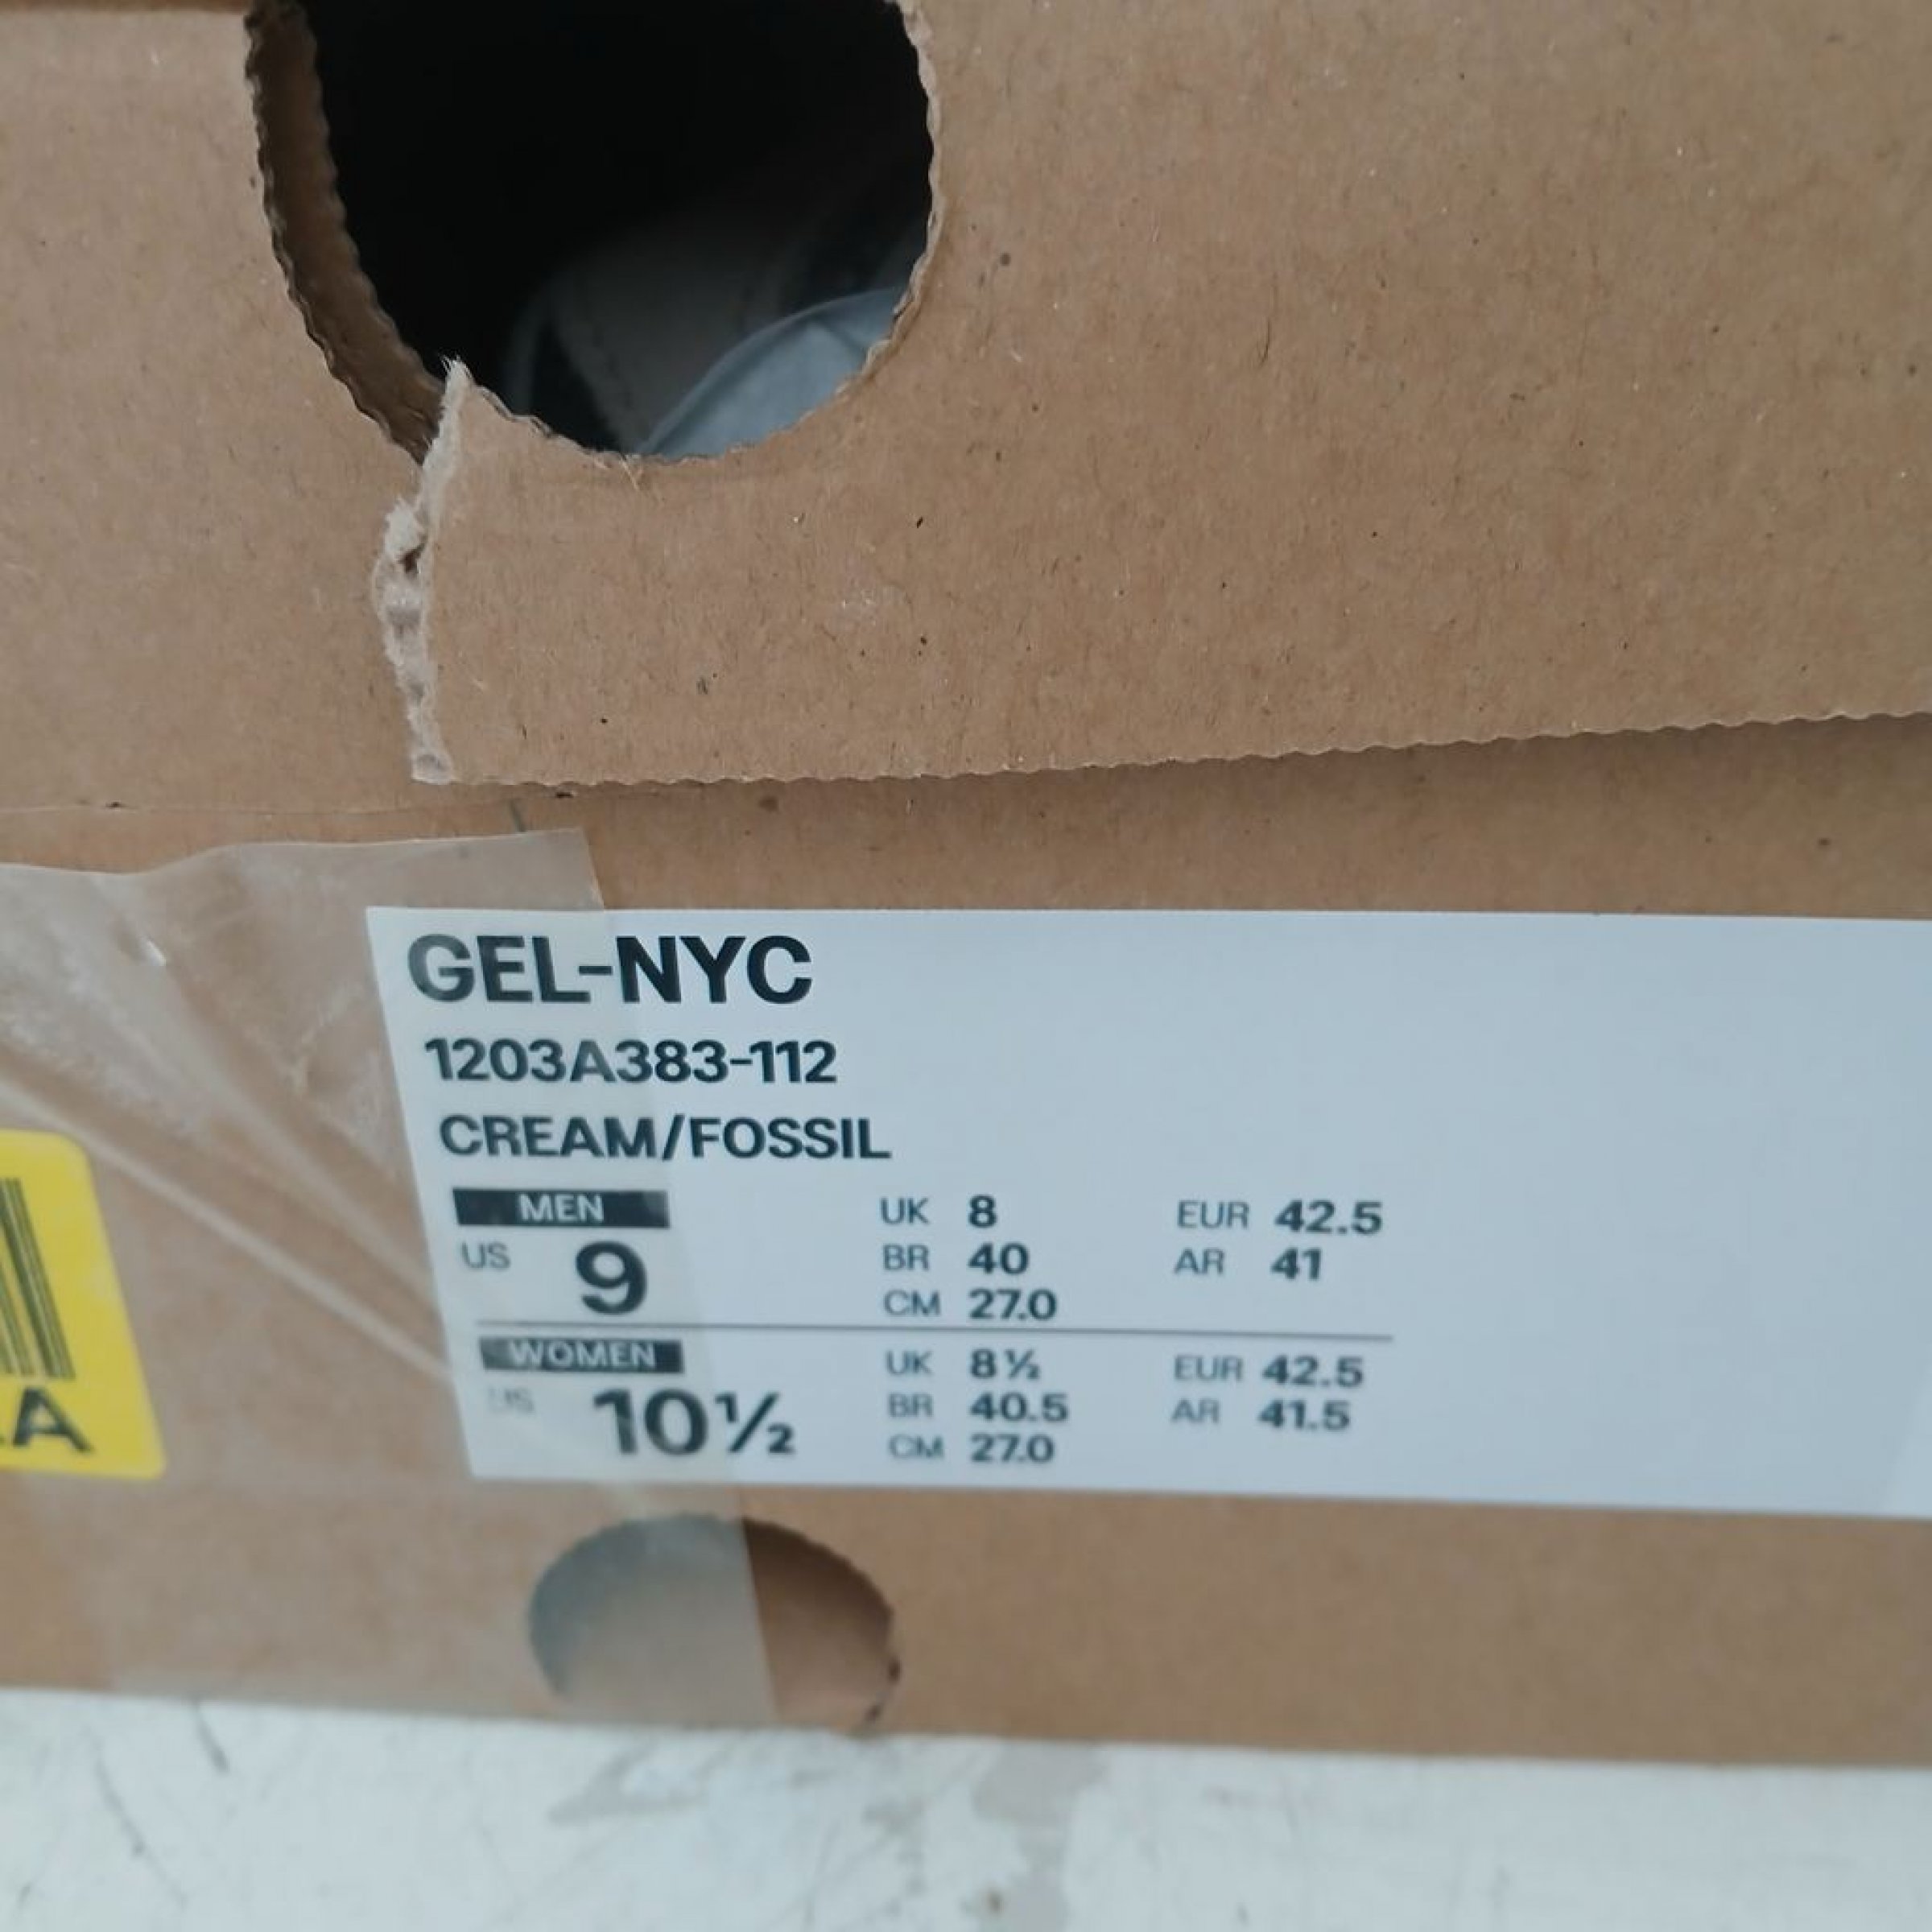 GEL-NYC
1203A383-112
CREAM/FOSSIL
MEN
US 9
UK 8 EUR 42.5
BR 40 AR 41
CM 27.0
WOMEN
US 10½
UK 8½ EUR 42.5
BR 40.5 AR 41.5
CM 27.0
A